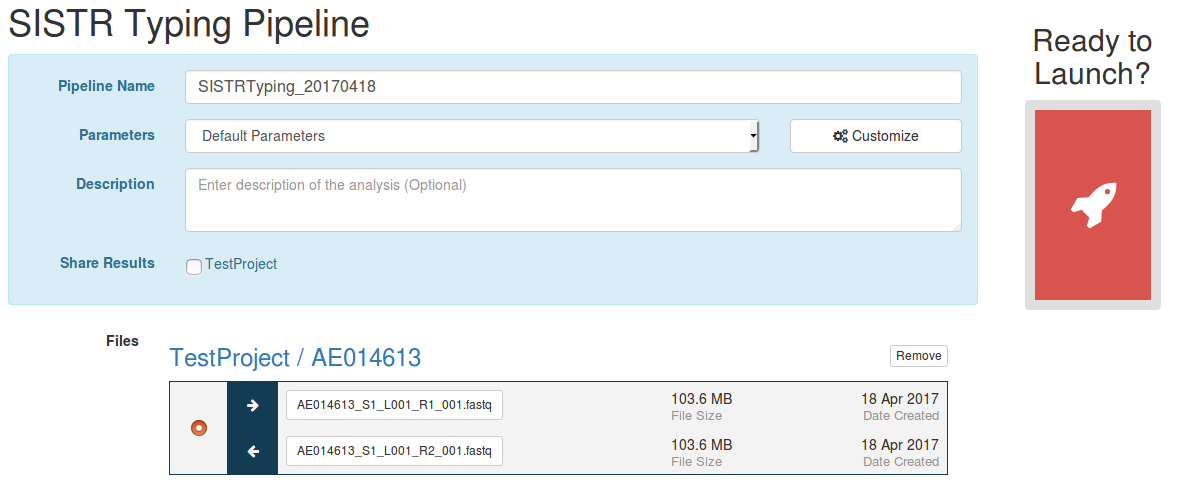 SISTR Typing Pipeline
Ready to
Launch?
Pipeline Name
SISTRTyping_20170418
Parameters
Default Parameters
Customize
Description
Enter description of the analysis (Optional)
Share Results
TestProject
Files
TestProject / AE014613
Remove
AE014613_S1_L001_R1_001.fastq
103.6 MB
18 Apr 2017
File Size
Date Created
AE014613_S1_L001_R2_001.fastq
103.6 MB
18 Apr 2017
File Size
Date Created